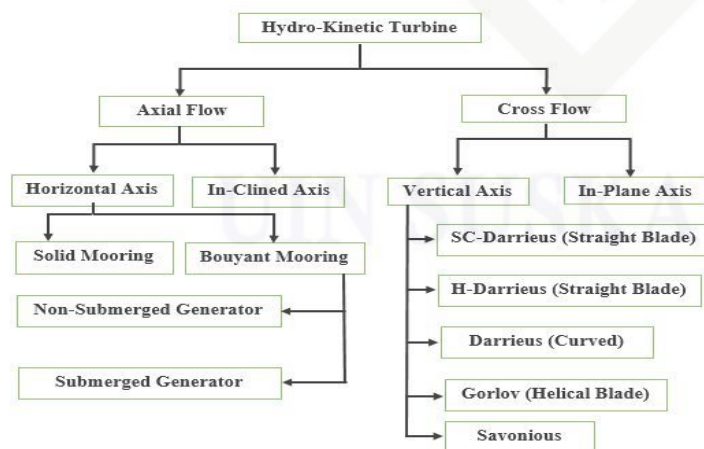 Hydro-Kinetic Turbine
Axial Flow
Cross Flow
Horizontal Axis
In-Clined Axis
Vertical Axis
In-Plane Axis
Solid Mooring
Bouyant Mooring
SC-Darrieus (Straight Blade)
Non-Submerged Generator
H-Darrieus (Straight Blade)
Darrieus (Curved)
Submerged Generator
Gorlov (Helical Blade)
Savonious
UIN SUSKA